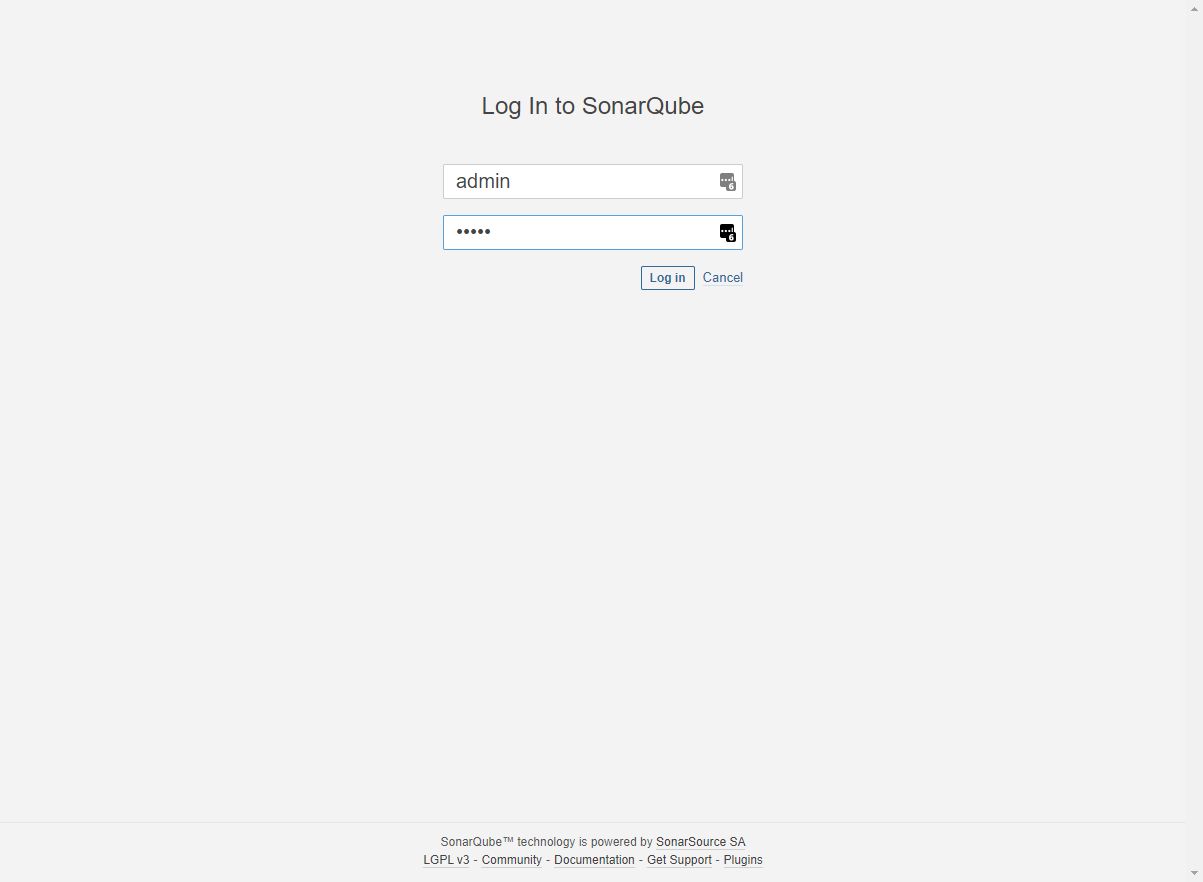 Log In to SonarQube
admin
•••••
Log in Cancel
SonarQube™ technology is powered by SonarSource SA
LGPL v3 - Community - Documentation - Get Support - Plugins